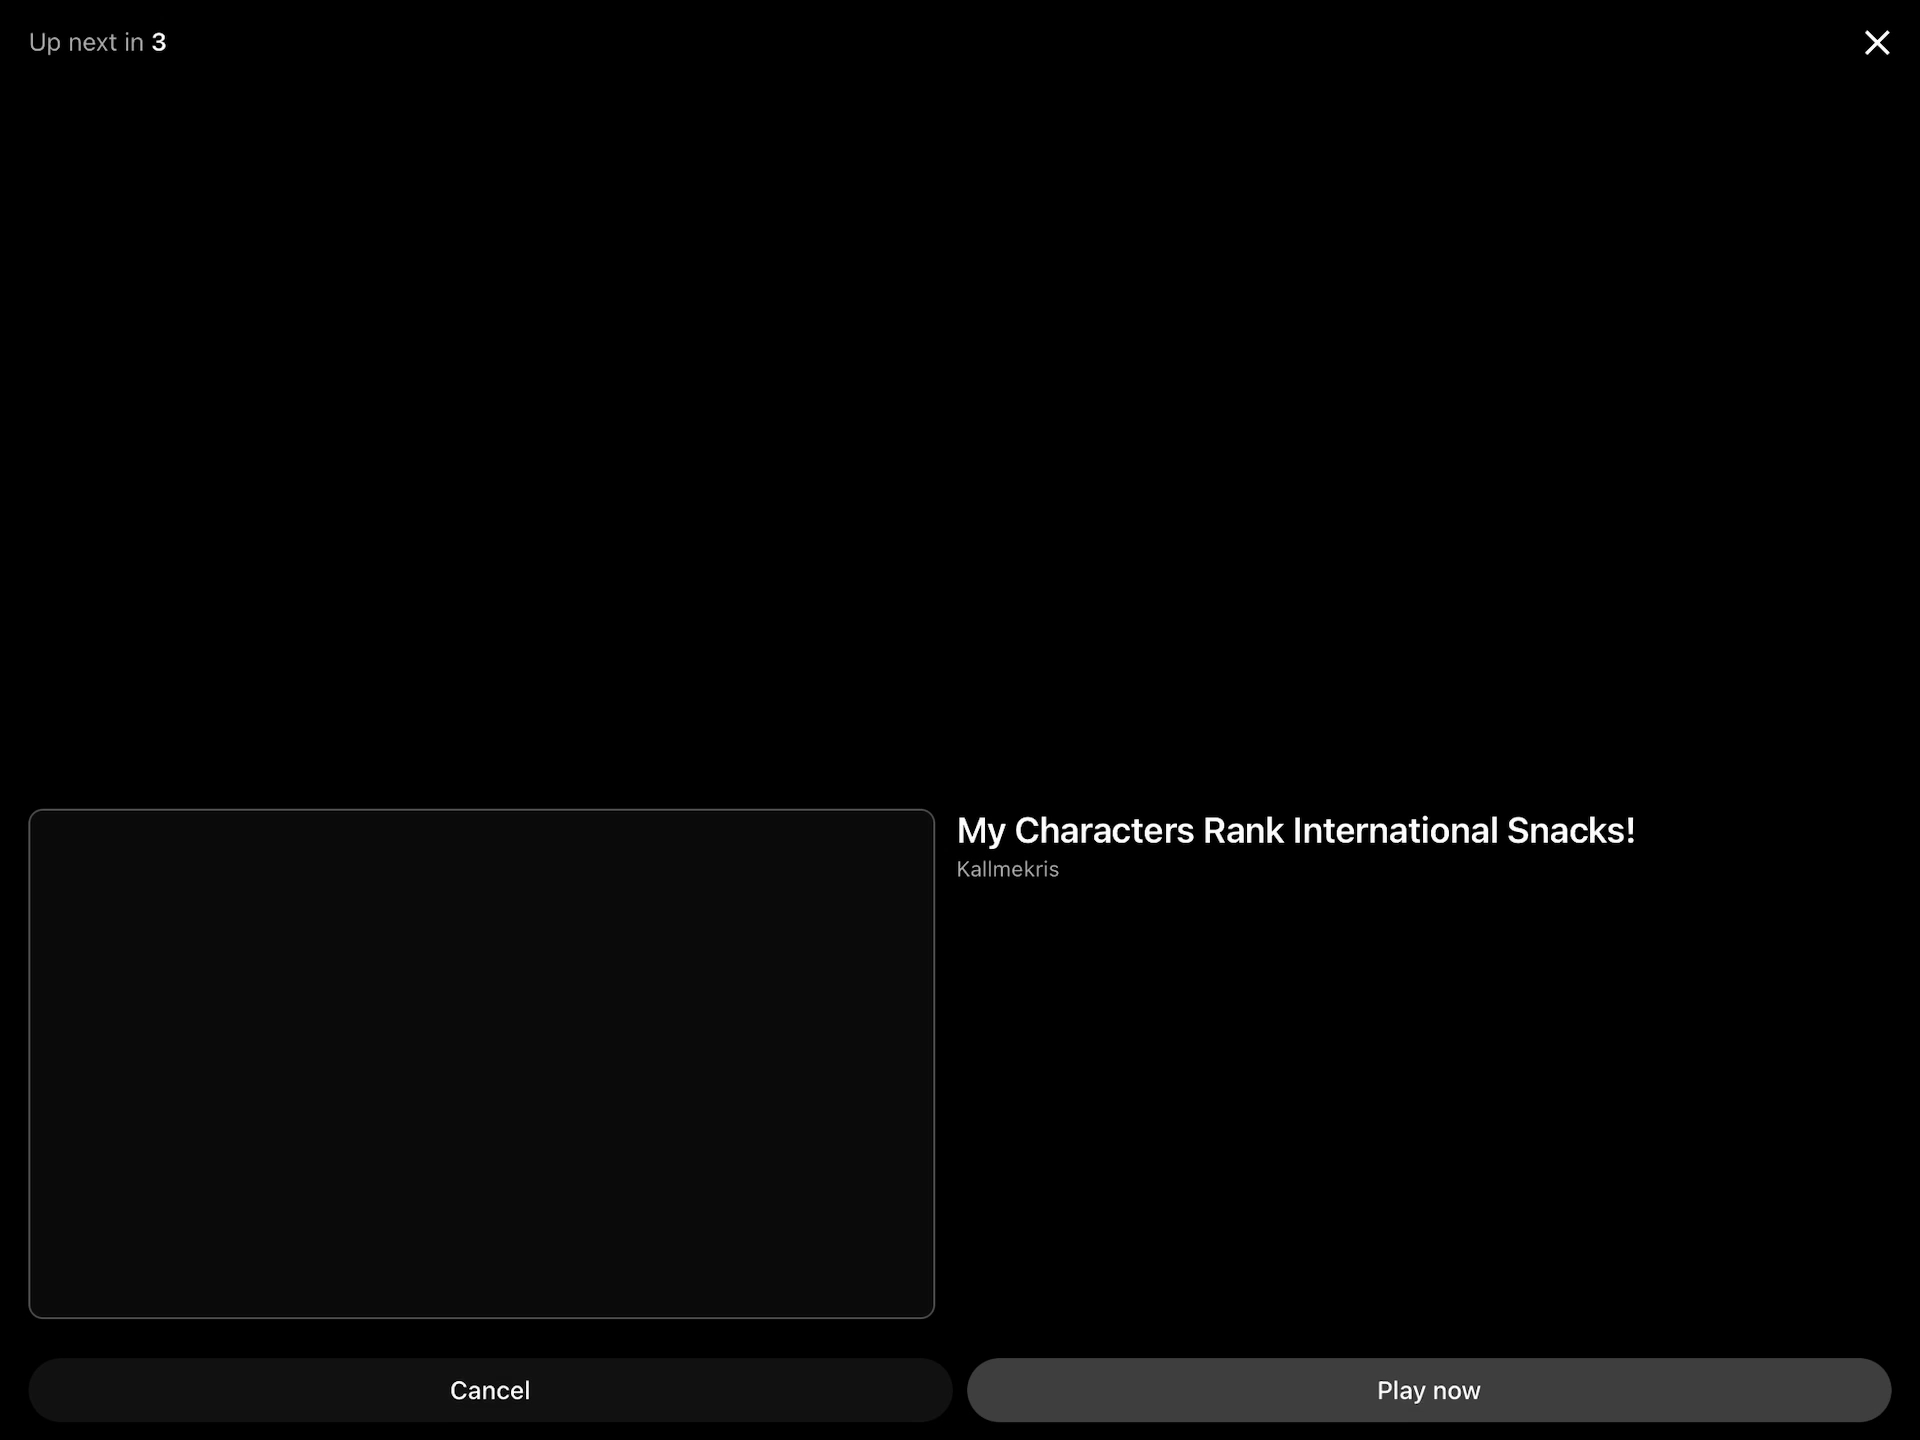 Up next in 3
My Characters Rank International Snacks!
Kallmekris
Cancel
Play now